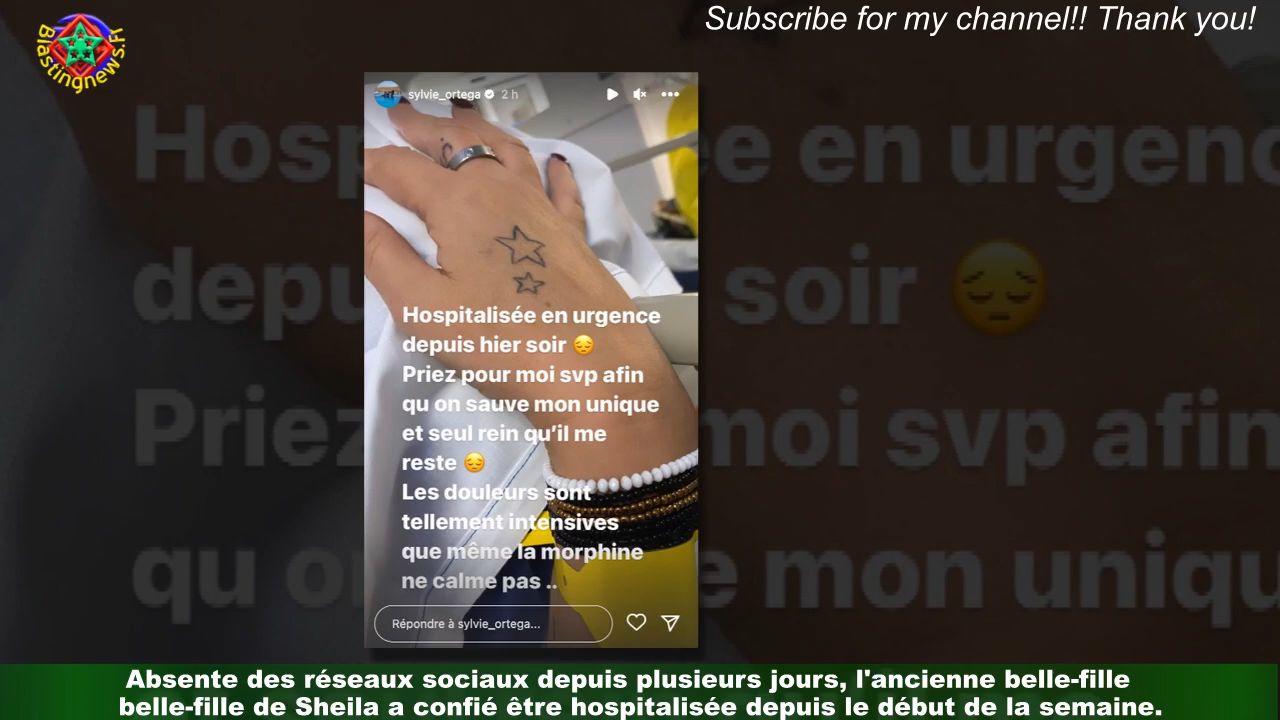 Subscribe for my channel!! Thank you!
Blastingnews.Fr
sylvie_ortega 2 h
Hospitalisée en urgence
depuis hier soir 😔
Priez pour moi svp afin
qu on sauve mon unique
et seul rein qu’il me
reste 😔
Les douleurs sont
tellement intensives
que même la morphine
ne calme pas ..
Répondre à sylvie_ortega...
Absente des réseaux sociaux depuis plusieurs jours, l'ancienne belle-fille
belle-fille de Sheila a confié être hospitalisée depuis le début de la semaine.